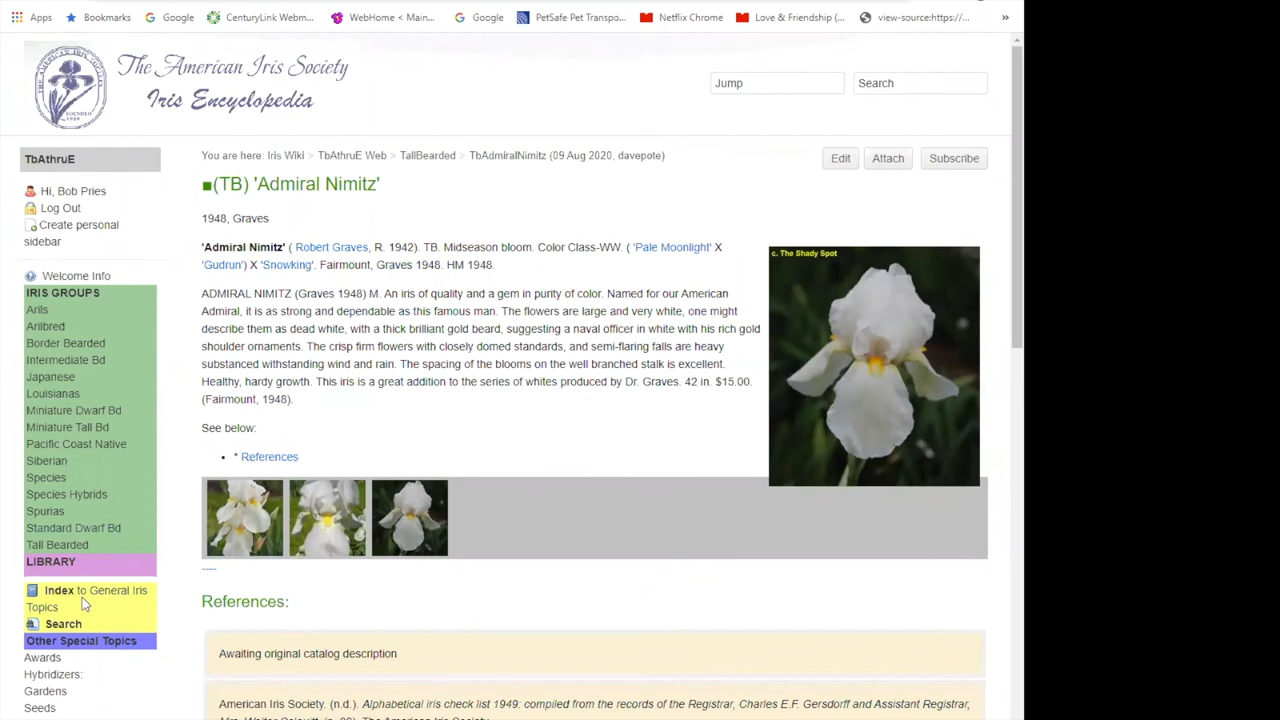 Apps Bookmarks Google CenturyLink Webm... WebHome < Main... Google PetSafe Pet Transpo... Netflix Chrome Love & Friendship (... view-source:https://... »
The American Iris Society
Iris Encyclopedia
FOUNDED 1920
Jump
Search
TbAthruE
Hi, Bob Pries
Log Out
Create personal
sidebar
Welcome Info
IRIS GROUPS
Arils
Arilbred
Border Bearded
Intermediate Bd
Japanese
Louisianas
Miniature Dwarf Bd
Miniature Tall Bd
Pacific Coast Native
Siberian
Species
Species Hybrids
Spurias
Standard Dwarf Bd
Tall Bearded
LIBRARY
Index to General Iris
Topics
Search
Other Special Topics
Awards
Hybridizers:
Gardens
Seeds
You are here: Iris Wiki > TbAthruE Web > TallBearded > TbAdmiralNimitz (09 Aug 2020, davepote)
Edit Attach Subscribe
■(TB) 'Admiral Nimitz'
1948, Graves
'Admiral Nimitz' ( Robert Graves, R. 1942). TB. Midseason bloom. Color Class-WW. ( 'Pale Moonlight' X
'Gudrun') X 'Snowking'. Fairmount, Graves 1948. HM 1948.
c. The Shady Spot
ADMIRAL NIMITZ (Graves 1948) M. An iris of quality and a gem in purity of color. Named for our American
Admiral, it is as strong and dependable as this famous man. The flowers are large and very white, one might
describe them as dead white, with a thick brilliant gold beard, suggesting a naval officer in white with his rich gold
shoulder ornaments. The crisp firm flowers with closely domed standards, and semi-flaring falls are heavy
substanced withstanding wind and rain. The spacing of the blooms on the well branched stalk is excellent.
Healthy, hardy growth. This iris is a great addition to the series of whites produced by Dr. Graves. 42 in. $15.00.
(Fairmount, 1948).
See below:
• * References
References:
Awaiting original catalog description
American Iris Society. (n.d.). Alphabetical iris check list 1949: compiled from the records of the Registrar, Charles E.F. Gersdorff and Assistant Registrar,